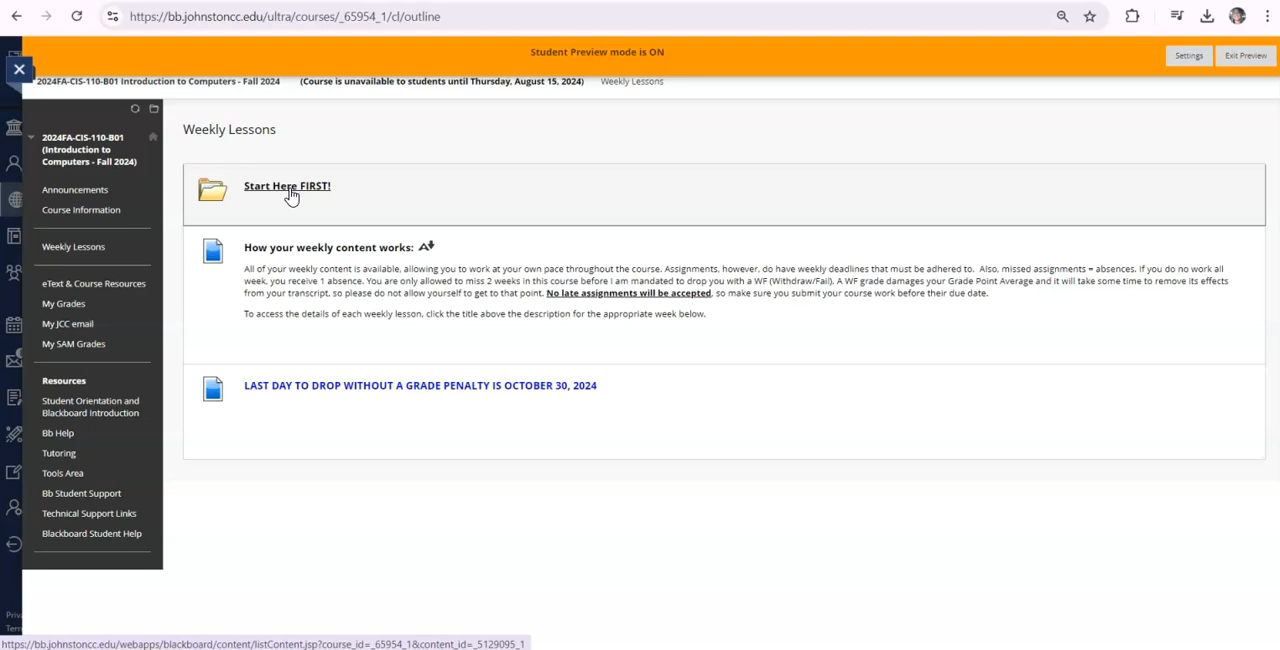 https://bb.johnstoncc.edu/ultra/courses/_65954_1/cl/outline
Student Preview mode is ON
Settings
Exit Preview
2024FA-CIS-110-B01 Introduction to Computers - Fall 2024 (Course is unavailable to students until Thursday, August 15, 2024) Weekly Lessons
2024FA-CIS-110-B01
(Introduction to
Computers - Fall 2024)
Announcements
Course Information
Weekly Lessons
eText & Course Resources
My Grades
My JCC email
My SAM Grades
Resources
Student Orientation and
Blackboard Introduction
Bb Help
Tutoring
Tools Area
Bb Student Support
Technical Support Links
Blackboard Student Help
Weekly Lessons
Start Here FIRST!
How your weekly content works:
All of your weekly content is available, allowing you to work at your own pace throughout the course. Assignments, however, do have weekly deadlines that must be adhered to. Also, missed assignments = absences. If you do no work all
week, you receive 1 absence. You are only allowed to miss 2 weeks in this course before I am mandated to drop you with a WF (Withdraw/Fail). A WF grade damages your Grade Point Average and it will take some time to remove its effects
from your transcript, so please do not allow yourself to get to that point. No late assignments will be accepted, so make sure you submit your course work before their due date.
To access the details of each weekly lesson, click the title above the description for the appropriate week below.
LAST DAY TO DROP WITHOUT A GRADE PENALTY IS OCTOBER 30, 2024
https://bb.johnstoncc.edu/webapps/blackboard/content/listContent.jsp?course_id=_65954_1&content_id=_5129095_1